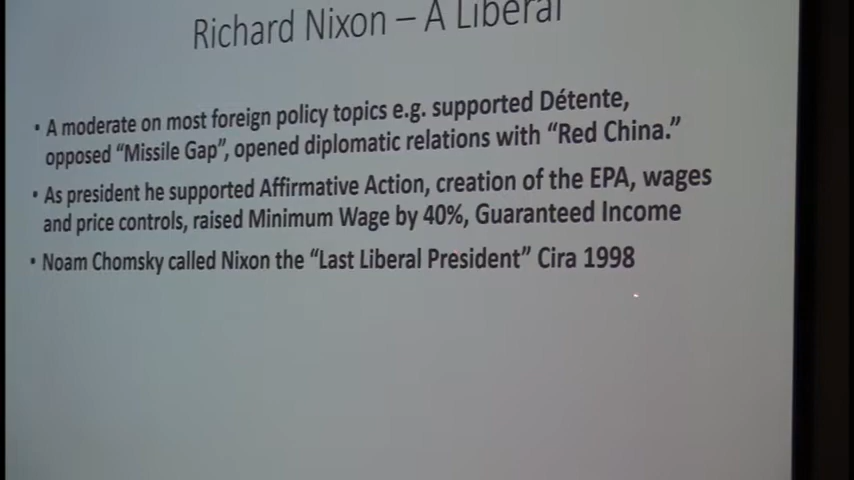 Richard Nixon – A Liberal
• A moderate on most foreign policy topics e.g. supported Détente,
opposed “Missile Gap”, opened diplomatic relations with “Red China.”
• As president he supported Affirmative Action, creation of the EPA, wages
and price controls, raised Minimum Wage by 40%, Guaranteed Income
• Noam Chomsky called Nixon the “Last Liberal President” Cira 1998